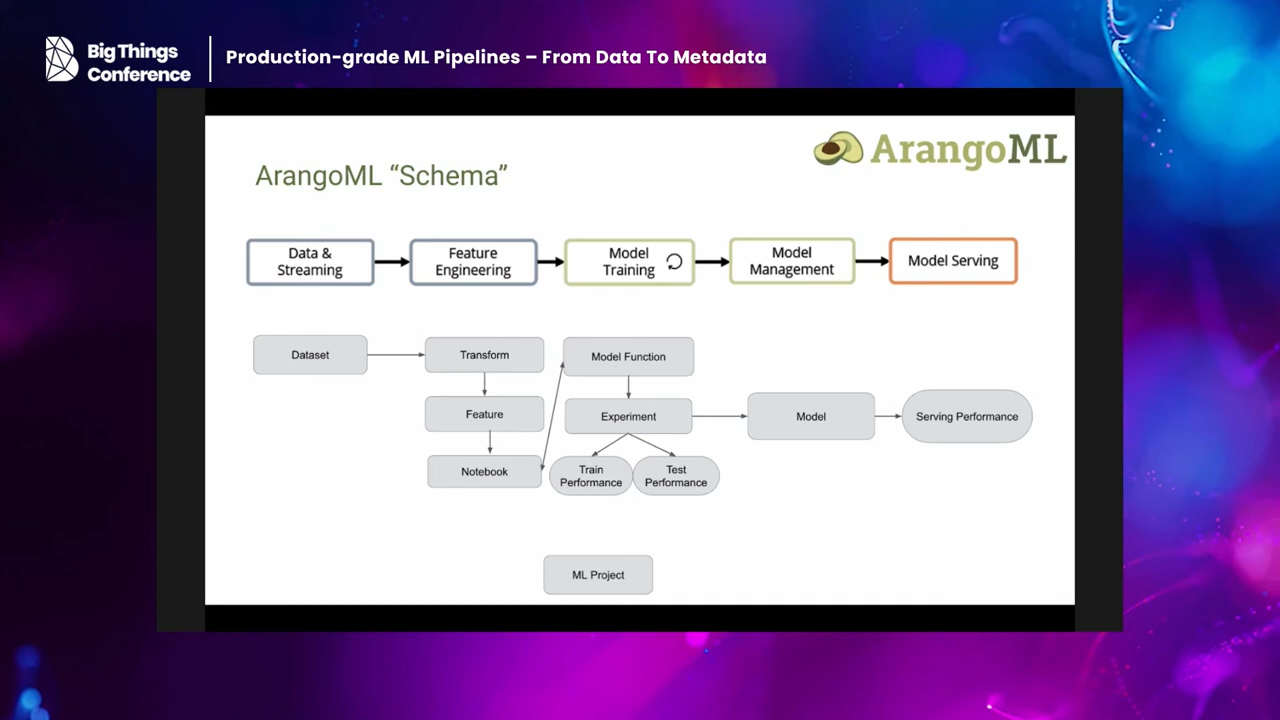 Big Things
Conference
Production-grade ML Pipelines – From Data To Metadata
ArangoML
ArangoML “Schema”
Data &
Streaming
Feature
Engineering
Model
Training
Model
Management
Model Serving
Dataset
Transform
Model Function
Feature
Experiment
Model
Serving Performance
Notebook
Train
Performance
Test
Performance
ML Project